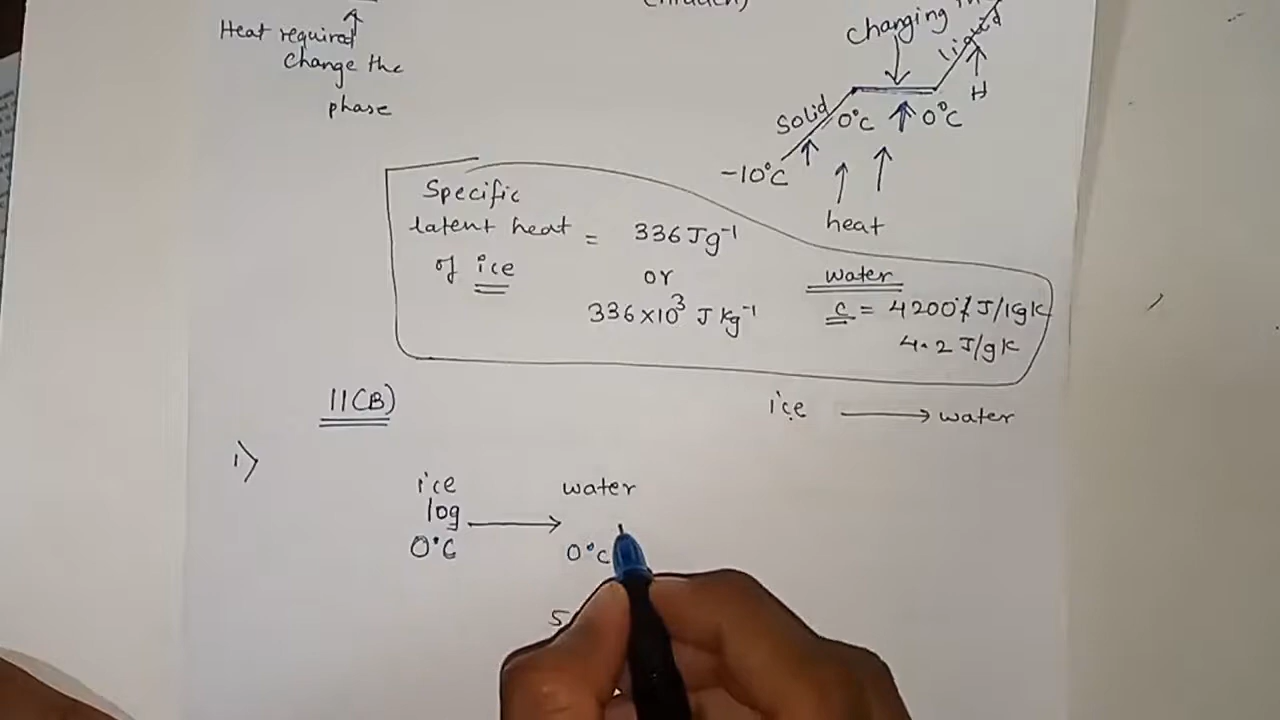 (hidden)
Heat required
change the
phase
changing
liquid
H
Solid
0°C
0°C
-10°C
heat
Specific
latent heat = 336 Jg⁻¹
of ice
or
336×10³ J kg⁻¹
water
c = 4200 J/kgk
4.2 J/gk
11(B)
ice → water
1)
ice water
10g →
0°C 0°C
5